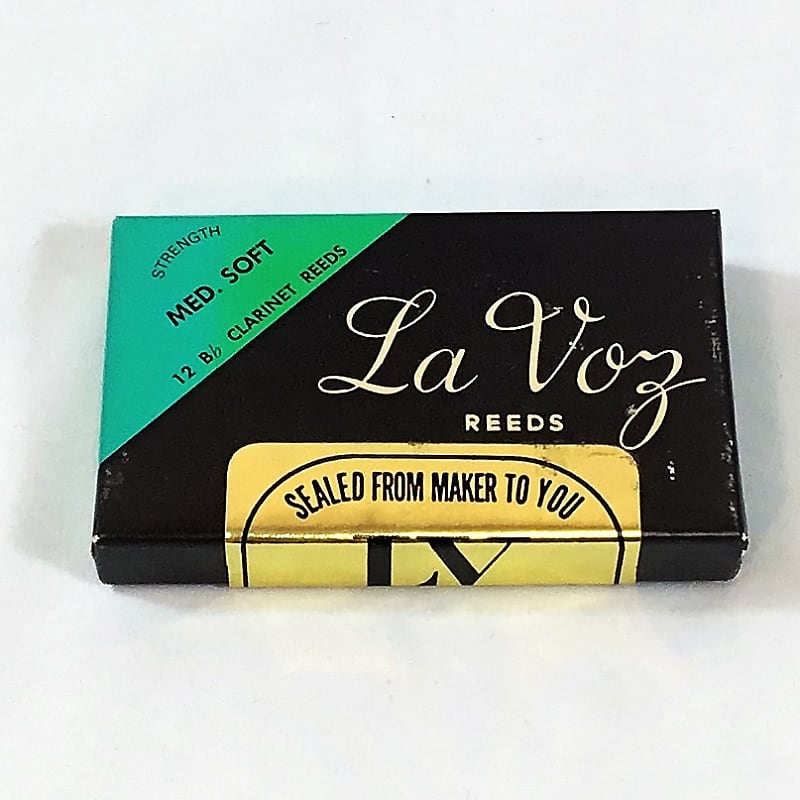 STRENGTH
MED. SOFT
12 B♭ CLARINET REEDS
La Voz
REEDS
SEALED FROM MAKER TO YOU
LV